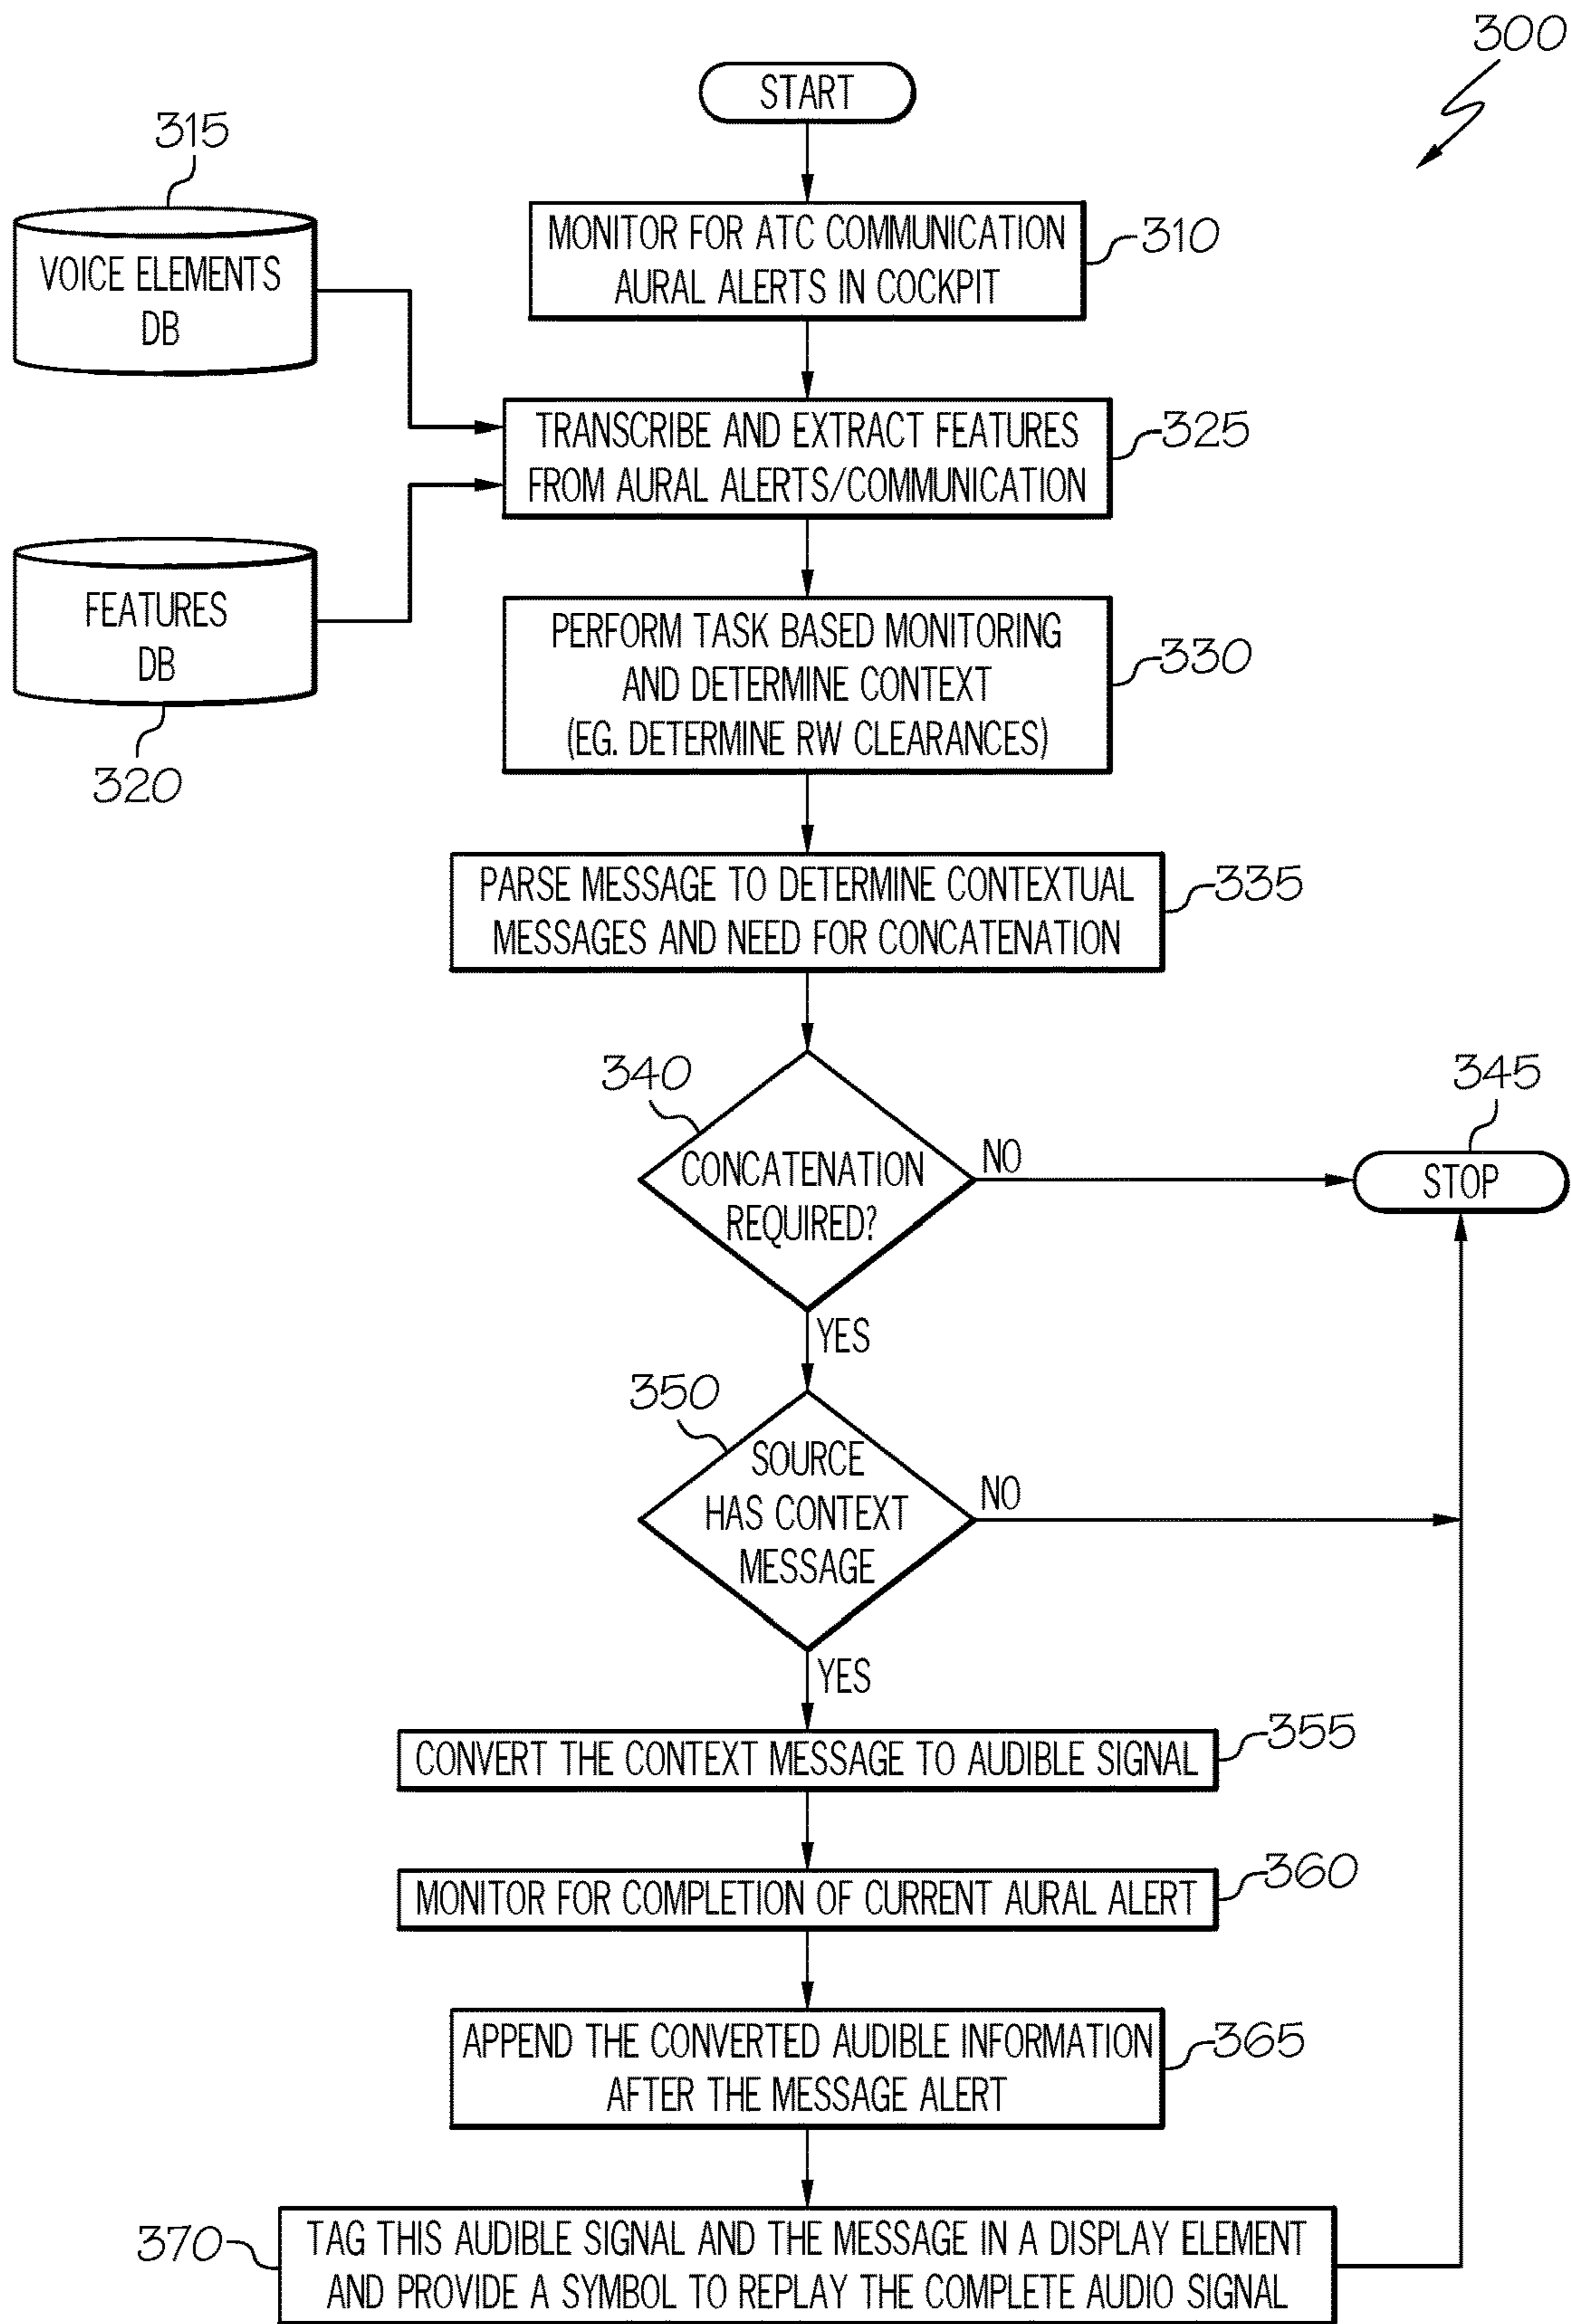 300
START
315
VOICE ELEMENTS
DB
MONITOR FOR ATC COMMUNICATION
AURAL ALERTS IN COCKPIT
310
TRANSCRIBE AND EXTRACT FEATURES
FROM AURAL ALERTS/COMMUNICATION
325
FEATURES
DB
320
PERFORM TASK BASED MONITORING
AND DETERMINE CONTEXT
(EG. DETERMINE RW CLEARANCES)
330
PARSE MESSAGE TO DETERMINE CONTEXTUAL
MESSAGES AND NEED FOR CONCATENATION
335
340
CONCATENATION
REQUIRED?
NO
345
STOP
YES
350
SOURCE
HAS CONTEXT
MESSAGE
NO
YES
CONVERT THE CONTEXT MESSAGE TO AUDIBLE SIGNAL
355
MONITOR FOR COMPLETION OF CURRENT AURAL ALERT
360
APPEND THE CONVERTED AUDIBLE INFORMATION
AFTER THE MESSAGE ALERT
365
370
TAG THIS AUDIBLE SIGNAL AND THE MESSAGE IN A DISPLAY ELEMENT
AND PROVIDE A SYMBOL TO REPLAY THE COMPLETE AUDIO SIGNAL